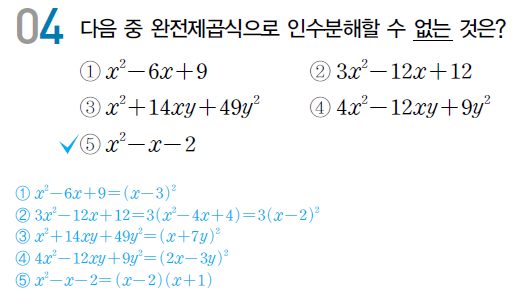 04 다음 중 완전제곱식으로 인수분해할 수 없는 것은?
① x²-6x+9 ② 3x²-12x+12
③ x²+14xy+49y² ④ 4x²-12xy+9y²
✓⑤ x²-x-2
① x²-6x+9=(x-3)²
② 3x²-12x+12=3(x²-4x+4)=3(x-2)²
③ x²+14xy+49y²=(x+7y)²
④ 4x²-12xy+9y²=(2x-3y)²
⑤ x²-x-2=(x-2)(x+1)